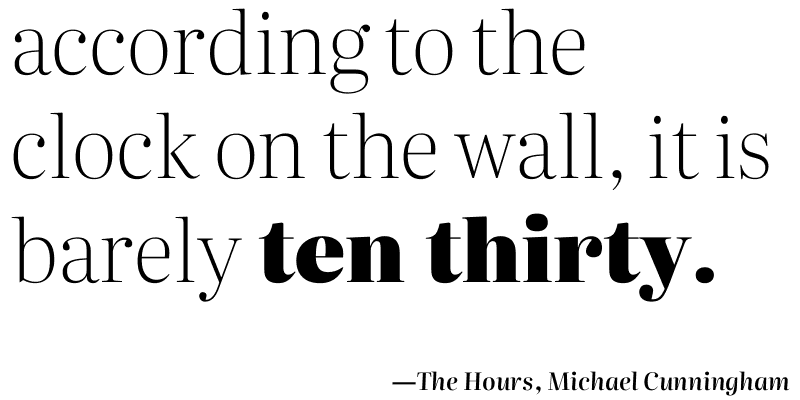 according to the
clock on the wall, it is
barely ten thirty.
—The Hours, Michael Cunningham